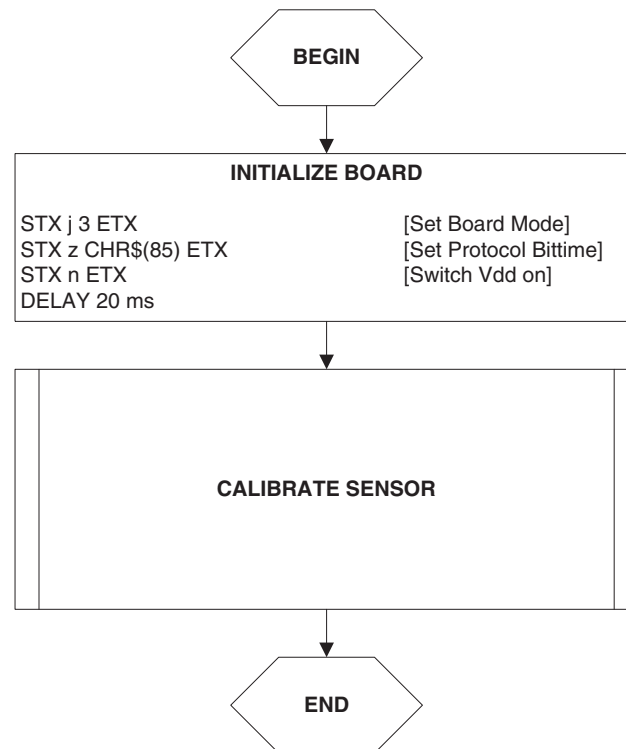 BEGIN
INITIALIZE BOARD
STX j 3 ETX [Set Board Mode]
STX z CHR$(85) ETX [Set Protocol Bittime]
STX n ETX [Switch Vdd on]
DELAY 20 ms
CALIBRATE SENSOR
END